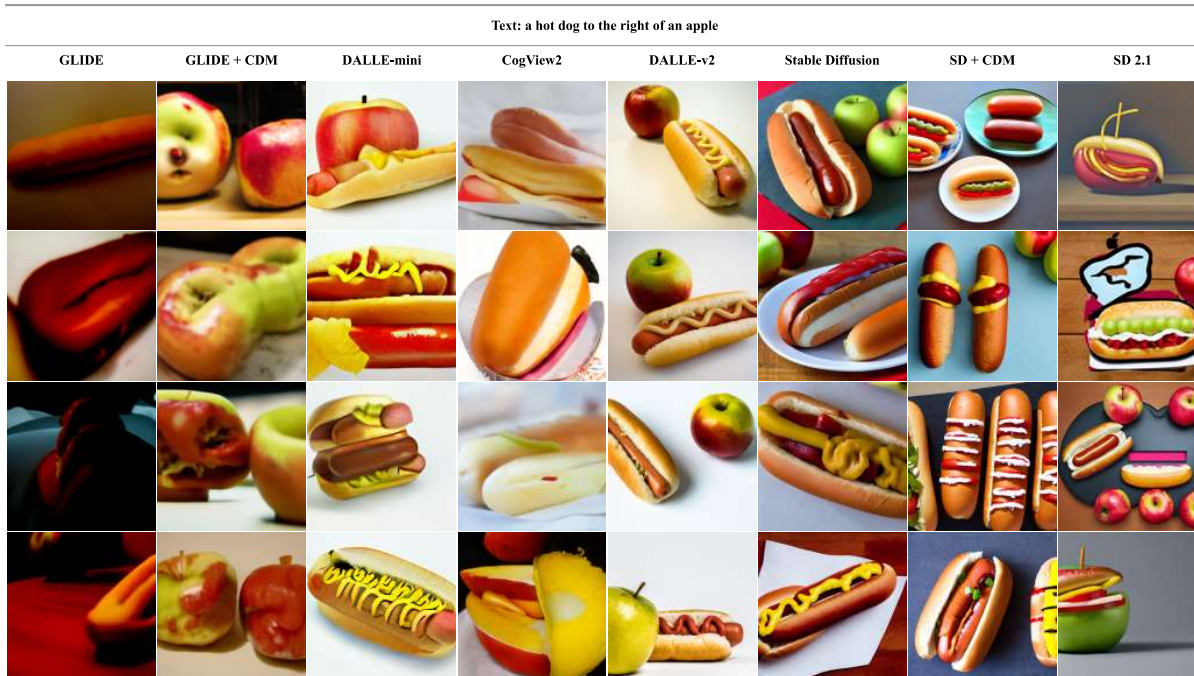 Text: a hot dog to the right of an apple
GLIDE GLIDE + CDM DALLE-mini CogView2 DALLE-v2 Stable Diffusion SD + CDM SD 2.1